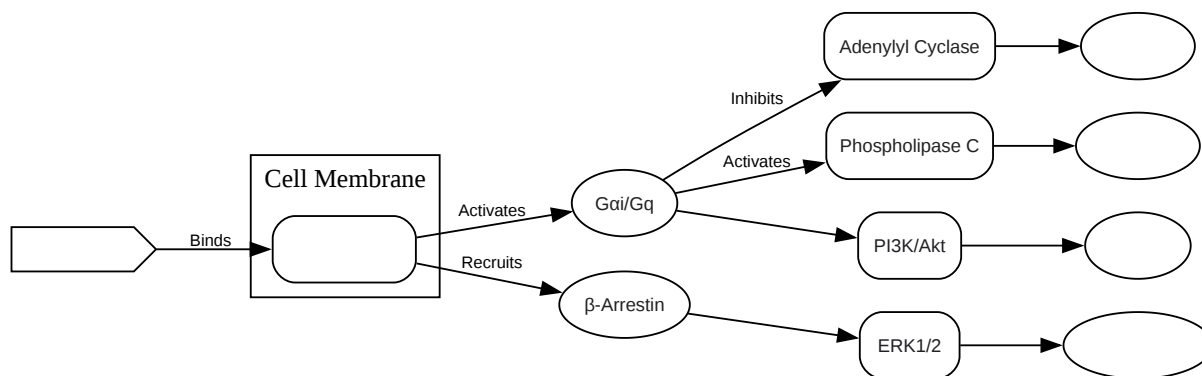 Binds
Cell Membrane
Activates
Recruits
Gαi/Gq
β-Arrestin
Inhibits
Activates
Adenylyl Cyclase
Phospholipase C
PI3K/Akt
ERK1/2